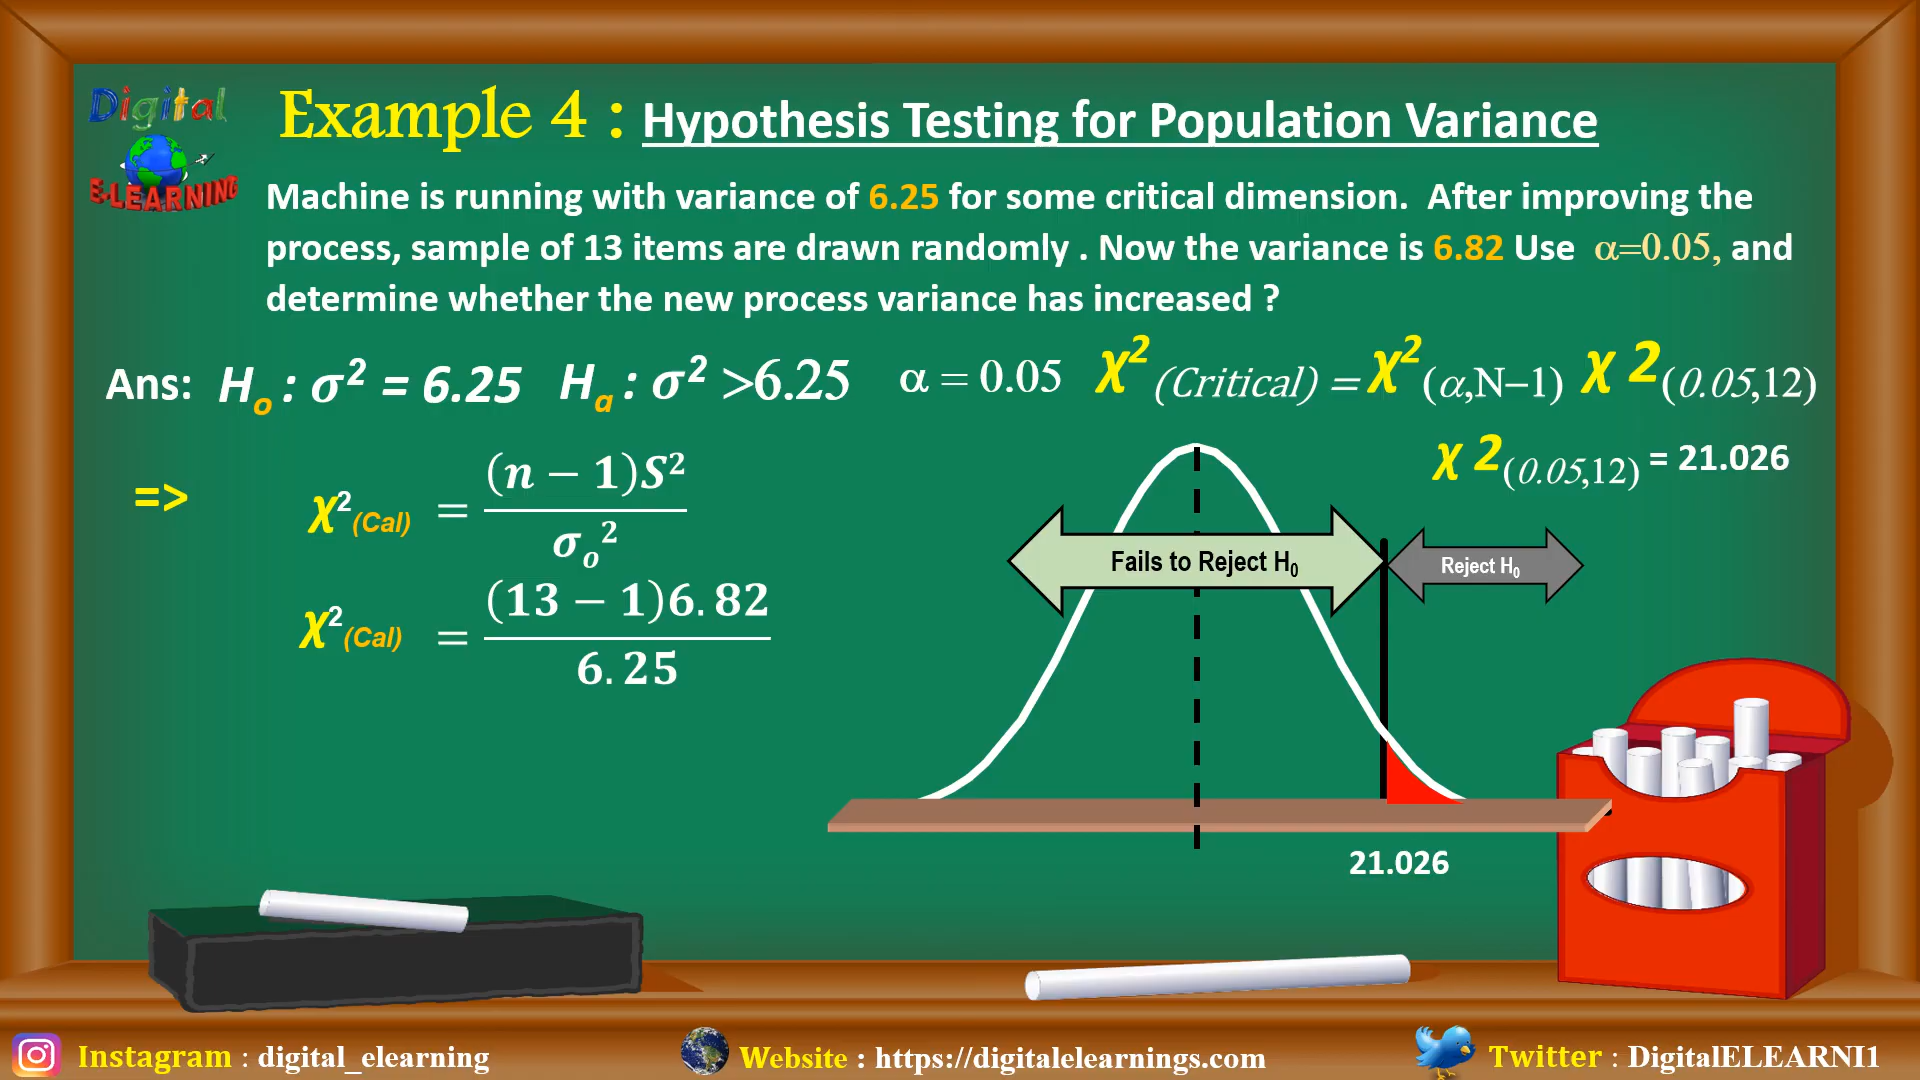 Digital
E-LEARNING
Example 4 : Hypothesis Testing for Population Variance
Machine is running with variance of 6.25 for some critical dimension. After improving the
process, sample of 13 items are drawn randomly . Now the variance is 6.82 Use α=0.05, and
determine whether the new process variance has increased ?
Ans: Ho : σ² = 6.25 Ha : σ² >6.25 α = 0.05 χ² (Critical) = χ² (α,N−1) χ 2(0.05,12)
χ 2(0.05,12) = 21.026
=> χ²(Cal) = (n − 1)S² / σo²
Fails to Reject H0
Reject H0
χ²(Cal) = (13 − 1)6.82 / 6.25
21.026
Instagram : digital_elearning
Website : https://digitalelearnings.com
Twitter : DigitalELEARNI1